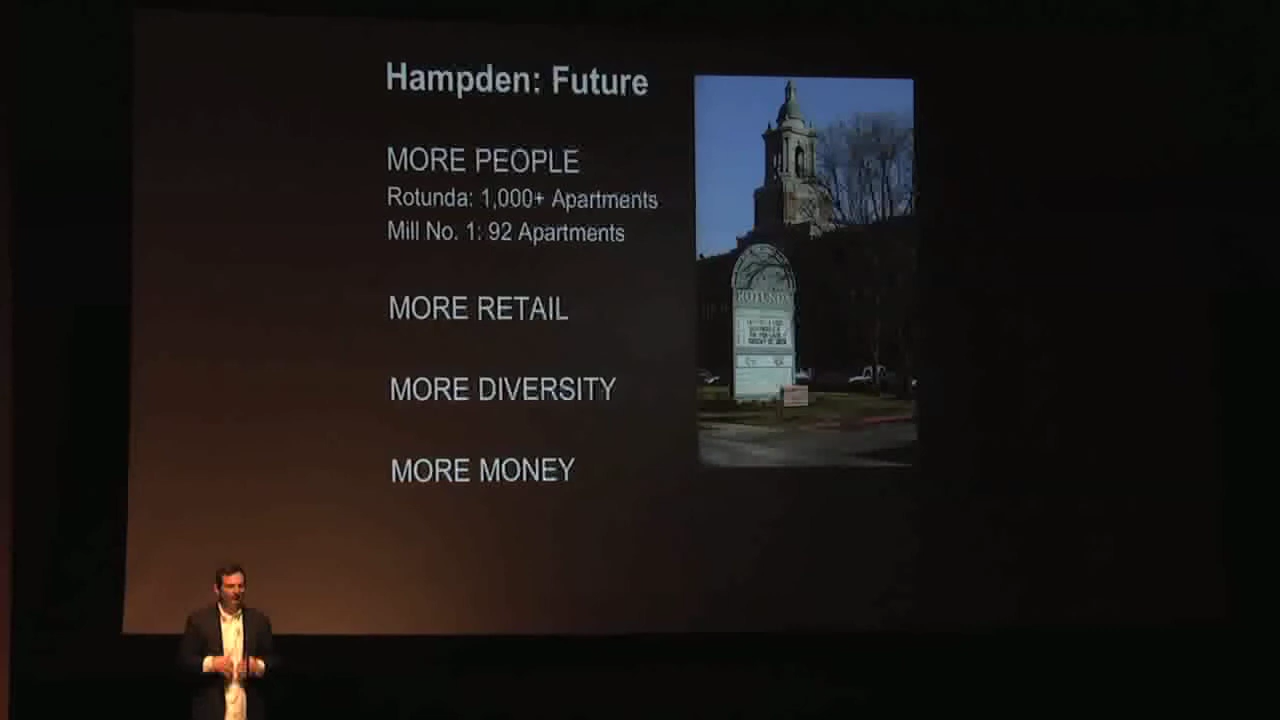 Hampden: Future
MORE PEOPLE
Rotunda: 1,000+ Apartments
Mill No. 1: 92 Apartments
MORE RETAIL
MORE DIVERSITY
MORE MONEY
ROTUNDA